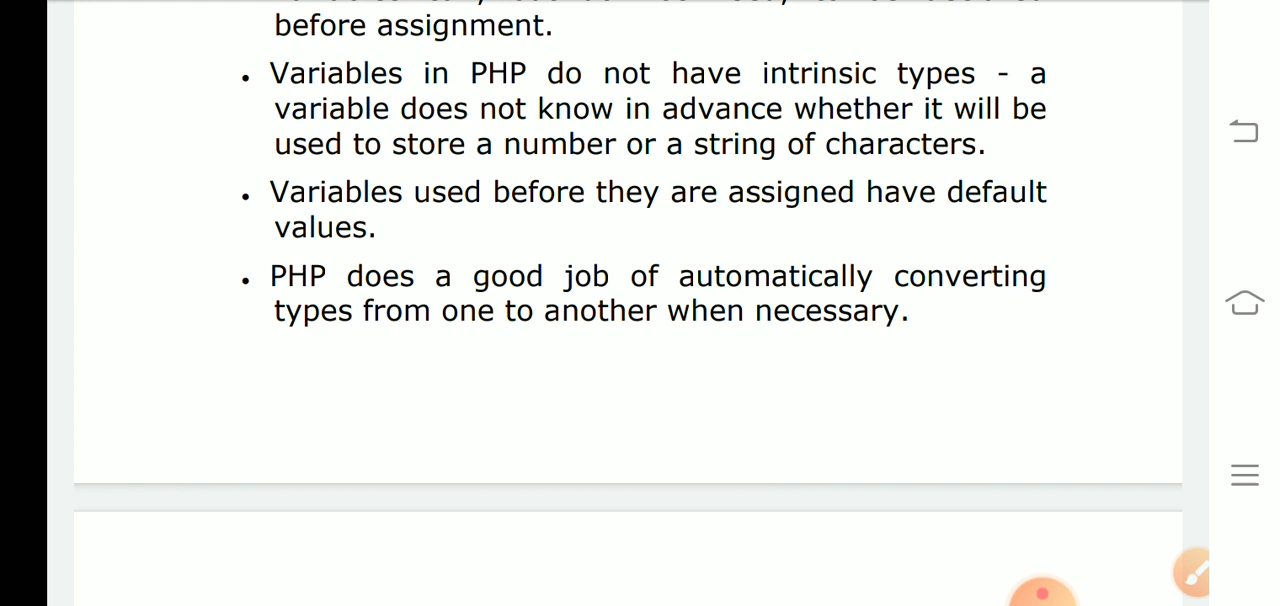 before assignment.
• Variables in PHP do not have intrinsic types - a
variable does not know in advance whether it will be
used to store a number or a string of characters.
• Variables used before they are assigned have default
values.
• PHP does a good job of automatically converting
types from one to another when necessary.